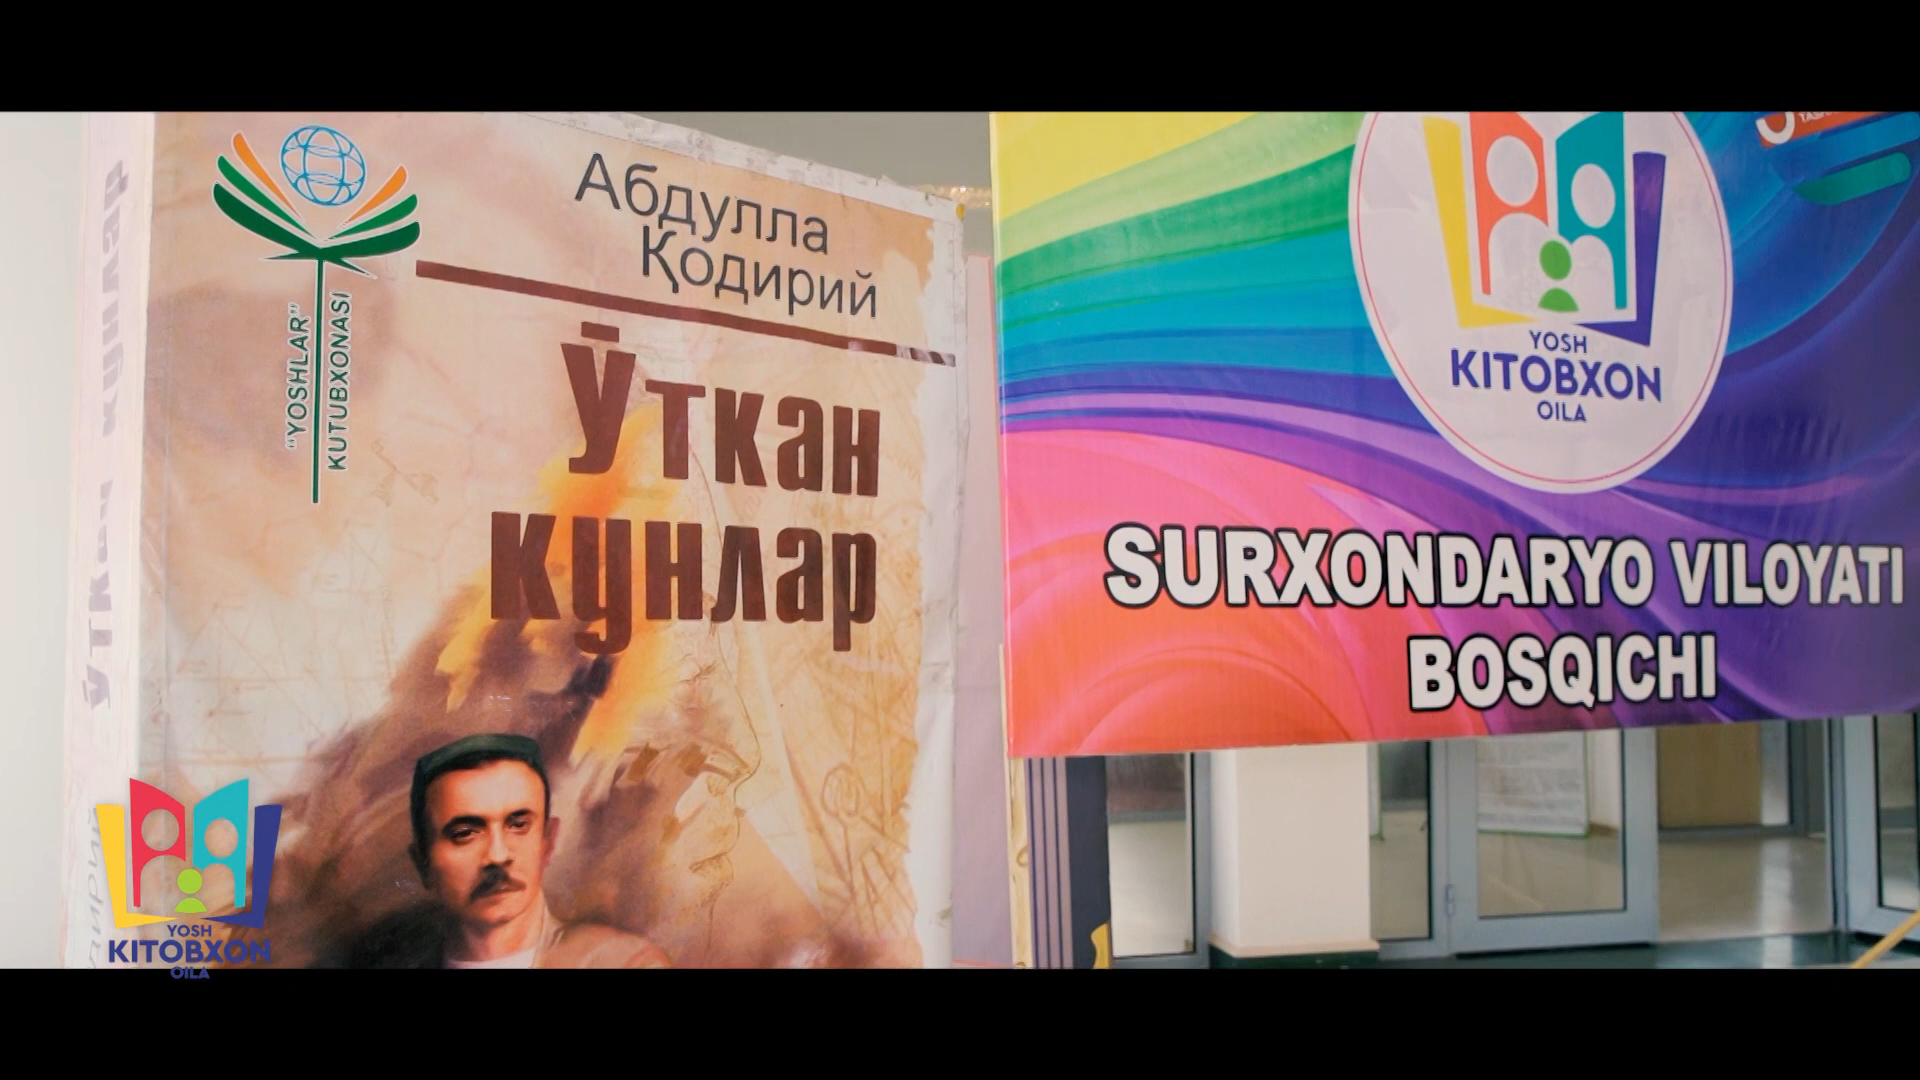 "YOSHLAR"
KUTUBXONASI
Абдулла
Қодирий
Ўткан
кунлар
Ўткан кунлар
YOSH
KITOBXON
OILA
SURXONDARYO VILOYATI
BOSQICHI
YOSH
KITOBXON
OILA